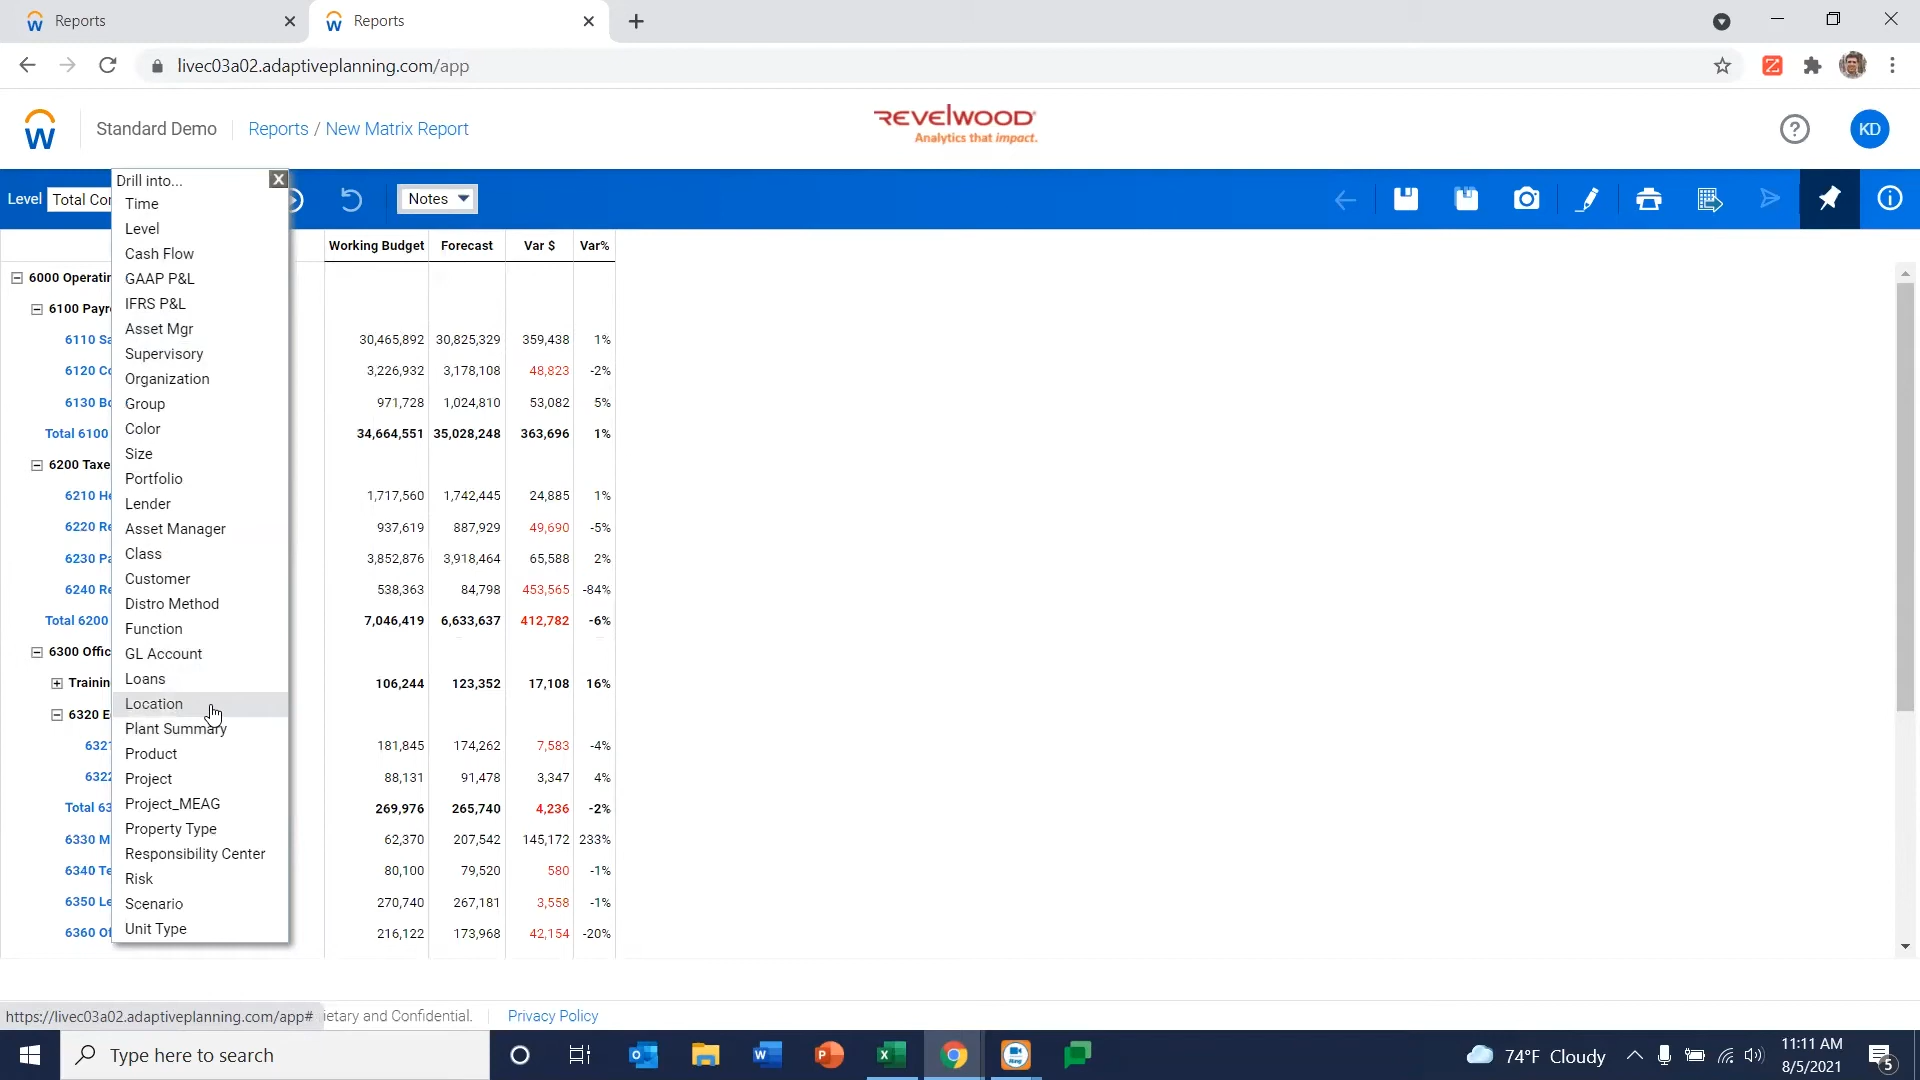 Reports
Reports
livec03a02.adaptiveplanning.com/app
Standard Demo
Reports / New Matrix Report
REVELWOOD
Analytics that impact.
KD
Level
Total Cor
Notes
Drill into...
Time
Level
Cash Flow
GAAP P&L
IFRS P&L
Asset Mgr
Supervisory
Organization
Group
Color
Size
Portfolio
Lender
Asset Manager
Class
Customer
Distro Method
Function
GL Account
Loans
Location
Plant Summary
Product
Project
Project_MEAG
Property Type
Responsibility Center
Risk
Scenario
Unit Type
Working Budget Forecast Var $ Var%
6000 Operatin
6100 Payr
6110 Sa 30,465,892 30,825,329 359,438 1%
6120 Co 3,226,932 3,178,108 48,823 -2%
6130 Bo 971,728 1,024,810 53,082 5%
Total 6100 34,664,551 35,028,248 363,696 1%
6200 Taxe
6210 He 1,717,560 1,742,445 24,885 1%
6220 Re 937,619 887,929 49,690 -5%
6230 Pa 3,852,876 3,918,464 65,588 2%
6240 Re 538,363 84,798 453,565 -84%
Total 6200 7,046,419 6,633,637 412,782 -6%
6300 Offic
Trainin 106,244 123,352 17,108 16%
6320 E
6321 181,845 174,262 7,583 -4%
6322 88,131 91,478 3,347 4%
Total 63 269,976 265,740 4,236 -2%
6330 M 62,370 207,542 145,172 233%
6340 Te 80,100 79,520 580 -1%
6350 Le 270,740 267,181 3,558 -1%
6360 Of 216,122 173,968 42,154 -20%
https://livec03a02.adaptiveplanning.com/app#
ietary and Confidential.
Privacy Policy
Type here to search
74°F Cloudy
11:11 AM
8/5/2021
5